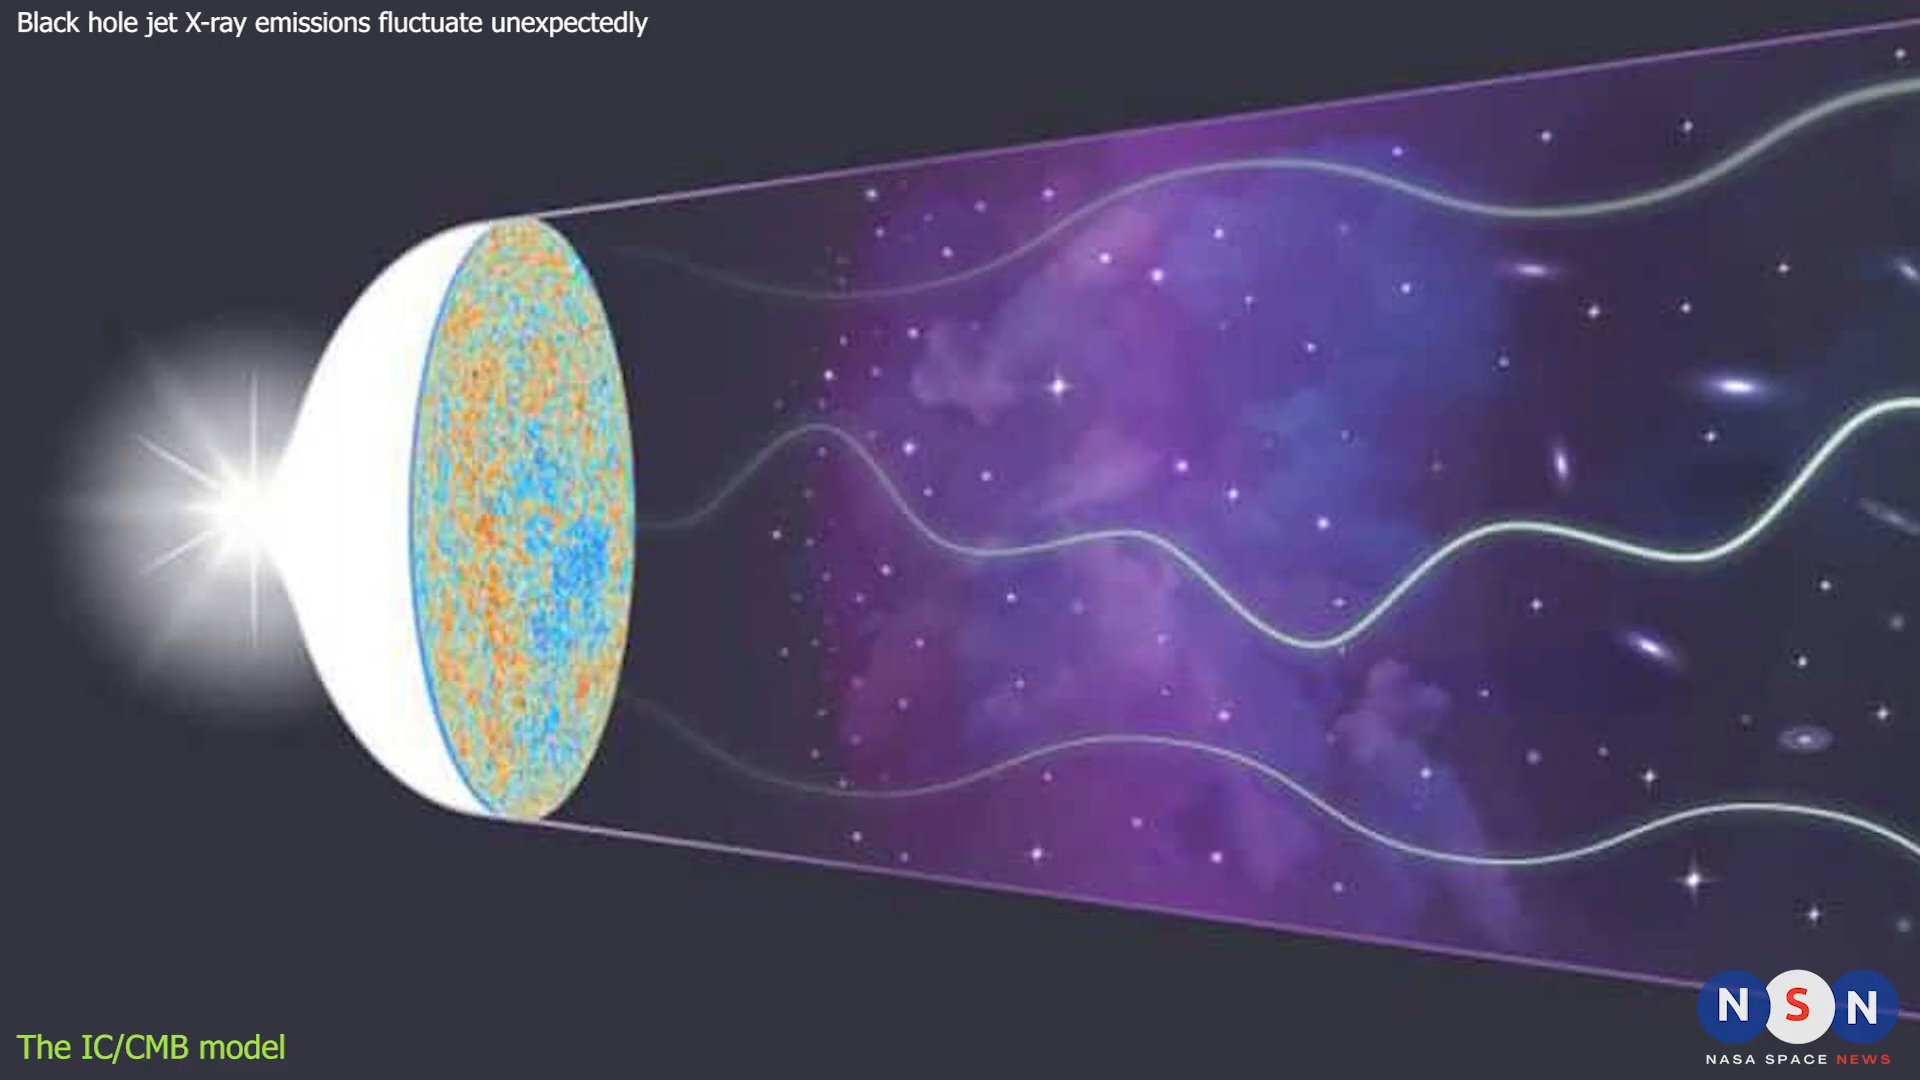 Black hole jet X-ray emissions fluctuate unexpectedly
The IC/CMB model
NSN
NASA SPACE NEWS